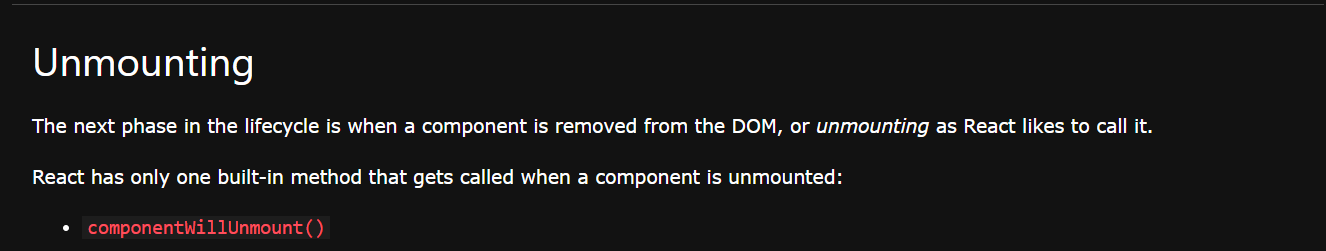 Unmounting
The next phase in the lifecycle is when a component is removed from the DOM, or unmounting as React likes to call it.
React has only one built-in method that gets called when a component is unmounted:
• componentWillUnmount()